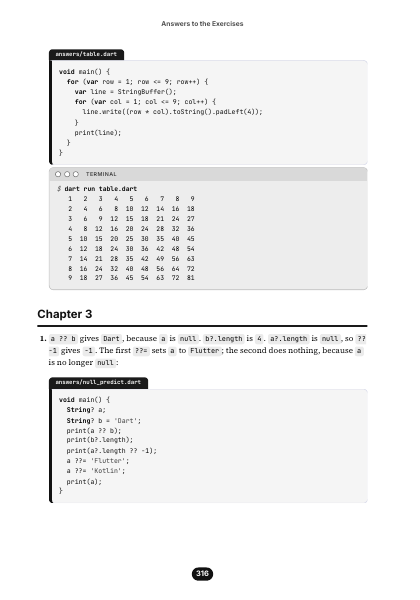 Answers to the Exercises
answers/table.dart
void main() {
  for (var row = 1; row <= 9; row++) {
    var line = StringBuffer();
    for (var col = 1; col <= 9; col++) {
      line.write((row * col).toString().padLeft(4));
    }
    print(line);
  }
}
TERMINAL
$ dart run table.dart
   1   2   3   4   5   6   7   8   9
   2   4   6   8  10  12  14  16  18
   3   6   9  12  15  18  21  24  27
   4   8  12  16  20  24  28  32  36
   5  10  15  20  25  30  35  40  45
   6  12  18  24  30  36  42  48  54
   7  14  21  28  35  42  49  56  63
   8  16  24  32  40  48  56  64  72
   9  18  27  36  45  54  63  72  81
Chapter 3
1. a ?? b gives Dart, because a is null. b?.length is 4. a?.length is null, so ??
-1 gives -1. The first ??= sets a to Flutter; the second does nothing, because a
is no longer null:
answers/null_predict.dart
void main() {
  String? a;
  String? b = 'Dart';
  print(a ?? b);
  print(b?.length);
  print(a?.length ?? -1);
  a ??= 'Flutter';
  a ??= 'Kotlin';
  print(a);
}
316